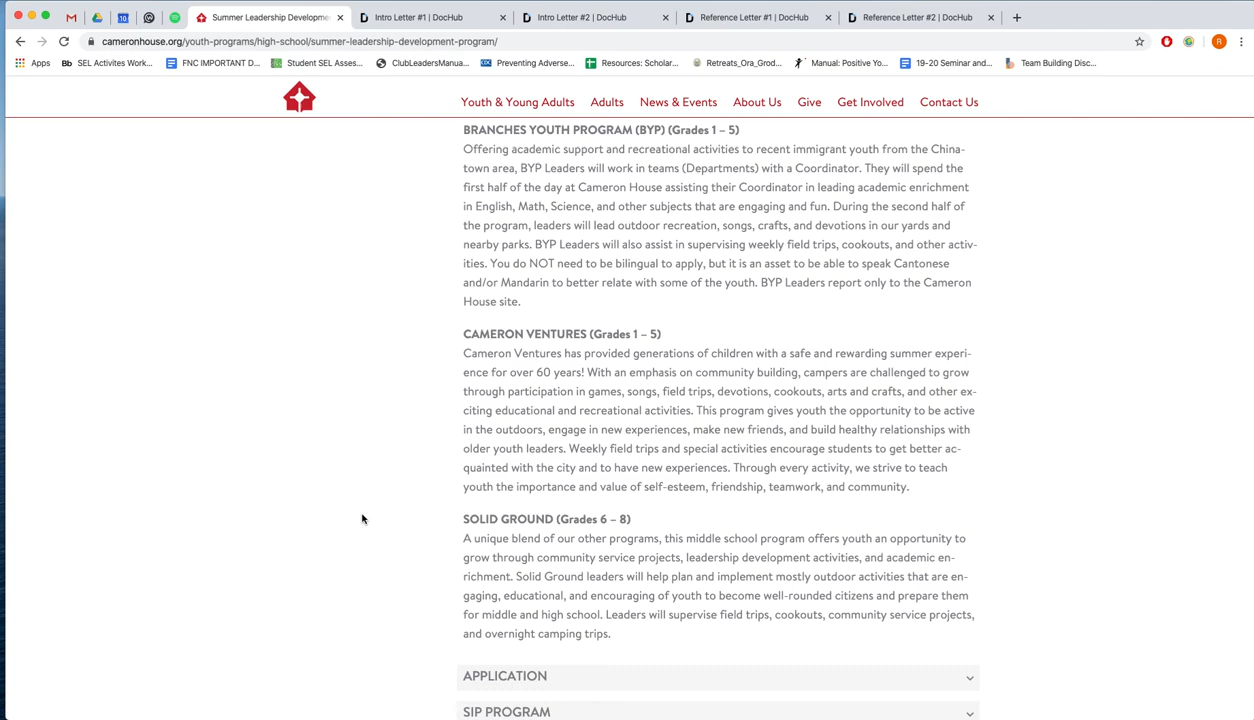 Summer Leadership Developme
Intro Letter #1 | DocHub
Intro Letter #2 | DocHub
Reference Letter #1 | DocHub
Reference Letter #2 | DocHub
cameronhouse.org/youth-programs/high-school/summer-leadership-development-program/
R
Apps
Bb SEL Activites Work...
FNC IMPORTANT D...
Student SEL Asses...
ClubLeadersManua...
Preventing Adverse...
Resources: Scholar...
Retreats_Ora_Grod...
Manual: Positive Yo...
19-20 Seminar and...
Team Building Disc...
Youth & Young Adults
Adults
News & Events
About Us
Give
Get Involved
Contact Us
BRANCHES YOUTH PROGRAM (BYP) (Grades 1 – 5)
Offering academic support and recreational activities to recent immigrant youth from the China-
town area, BYP Leaders will work in teams (Departments) with a Coordinator. They will spend the
first half of the day at Cameron House assisting their Coordinator in leading academic enrichment
in English, Math, Science, and other subjects that are engaging and fun. During the second half of
the program, leaders will lead outdoor recreation, songs, crafts, and devotions in our yards and
nearby parks. BYP Leaders will also assist in supervising weekly field trips, cookouts, and other activ-
ities. You do NOT need to be bilingual to apply, but it is an asset to be able to speak Cantonese
and/or Mandarin to better relate with some of the youth. BYP Leaders report only to the Cameron
House site.
CAMERON VENTURES (Grades 1 – 5)
Cameron Ventures has provided generations of children with a safe and rewarding summer experi-
ence for over 60 years! With an emphasis on community building, campers are challenged to grow
through participation in games, songs, field trips, devotions, cookouts, arts and crafts, and other ex-
citing educational and recreational activities. This program gives youth the opportunity to be active
in the outdoors, engage in new experiences, make new friends, and build healthy relationships with
older youth leaders. Weekly field trips and special activities encourage students to get better ac-
quainted with the city and to have new experiences. Through every activity, we strive to teach
youth the importance and value of self-esteem, friendship, teamwork, and community.
SOLID GROUND (Grades 6 – 8)
A unique blend of our other programs, this middle school program offers youth an opportunity to
grow through community service projects, leadership development activities, and academic en-
richment. Solid Ground leaders will help plan and implement mostly outdoor activities that are en-
gaging, educational, and encouraging of youth to become well-rounded citizens and prepare them
for middle and high school. Leaders will supervise field trips, cookouts, community service projects,
and overnight camping trips.
APPLICATION
SIP PROGRAM